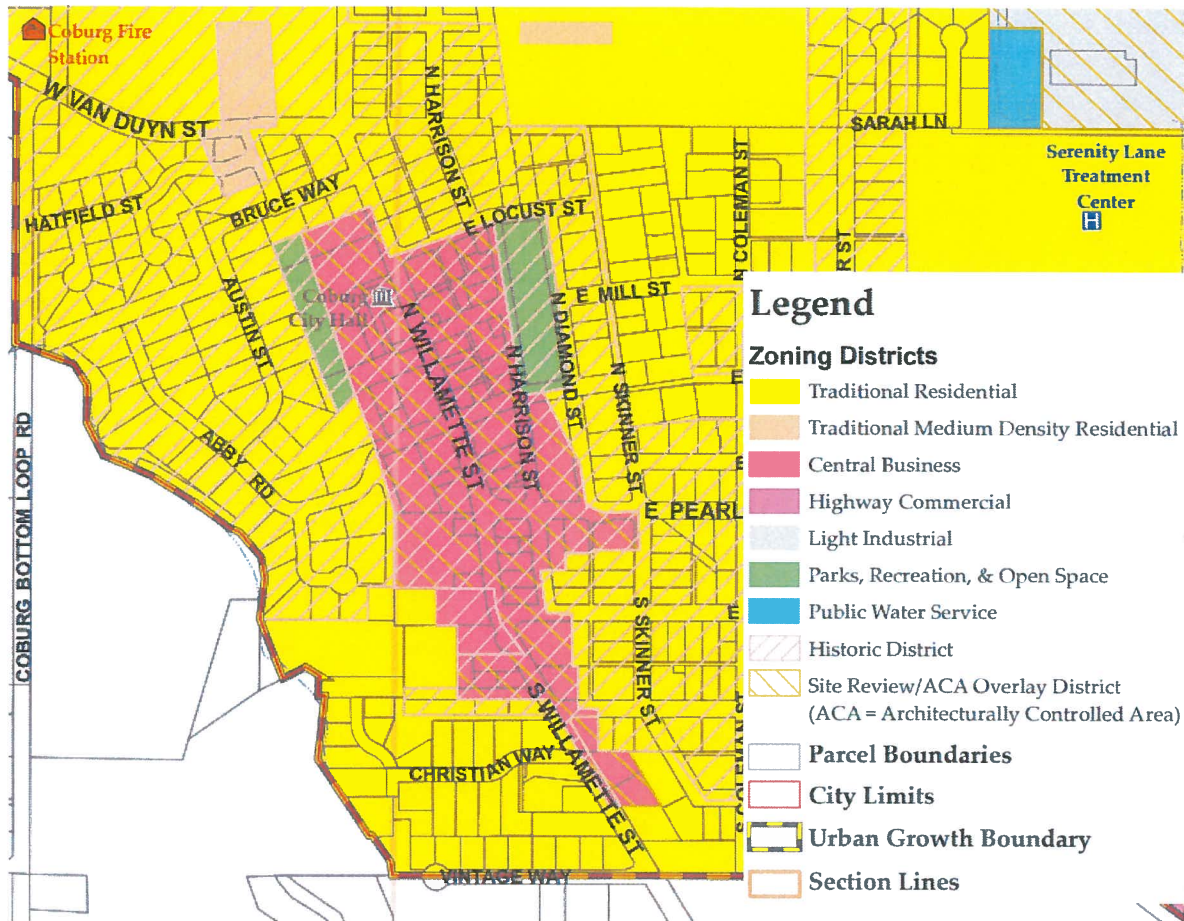 Coburg Fire
Station
W VAN DUYN ST
N HARRISON ST
SARAH LN
Serenity Lane
Treatment
Center
H
HATFIELD ST
BRUCE WAY
E LOCUST ST
N COLEMAN ST
R ST
AUSTIN ST
Coburg
City Hall
N WILLAMETTE ST
N HARRISON ST
N DIAMOND ST
E MILL ST
N SKINNER ST
ABBY RD
COBURG BOTTOM LOOP RD
E PEARL
E
E
E
S SKINNER ST
S COLEMAN ST
S WILLAMETTE ST
CHRISTIAN WAY
VINTAGE WAY
Legend
Zoning Districts
Traditional Residential
Traditional Medium Density Residential
Central Business
Highway Commercial
Light Industrial
Parks, Recreation, & Open Space
Public Water Service
Historic District
Site Review/ACA Overlay District
(ACA = Architecturally Controlled Area)
Parcel Boundaries
City Limits
Urban Growth Boundary
Section Lines